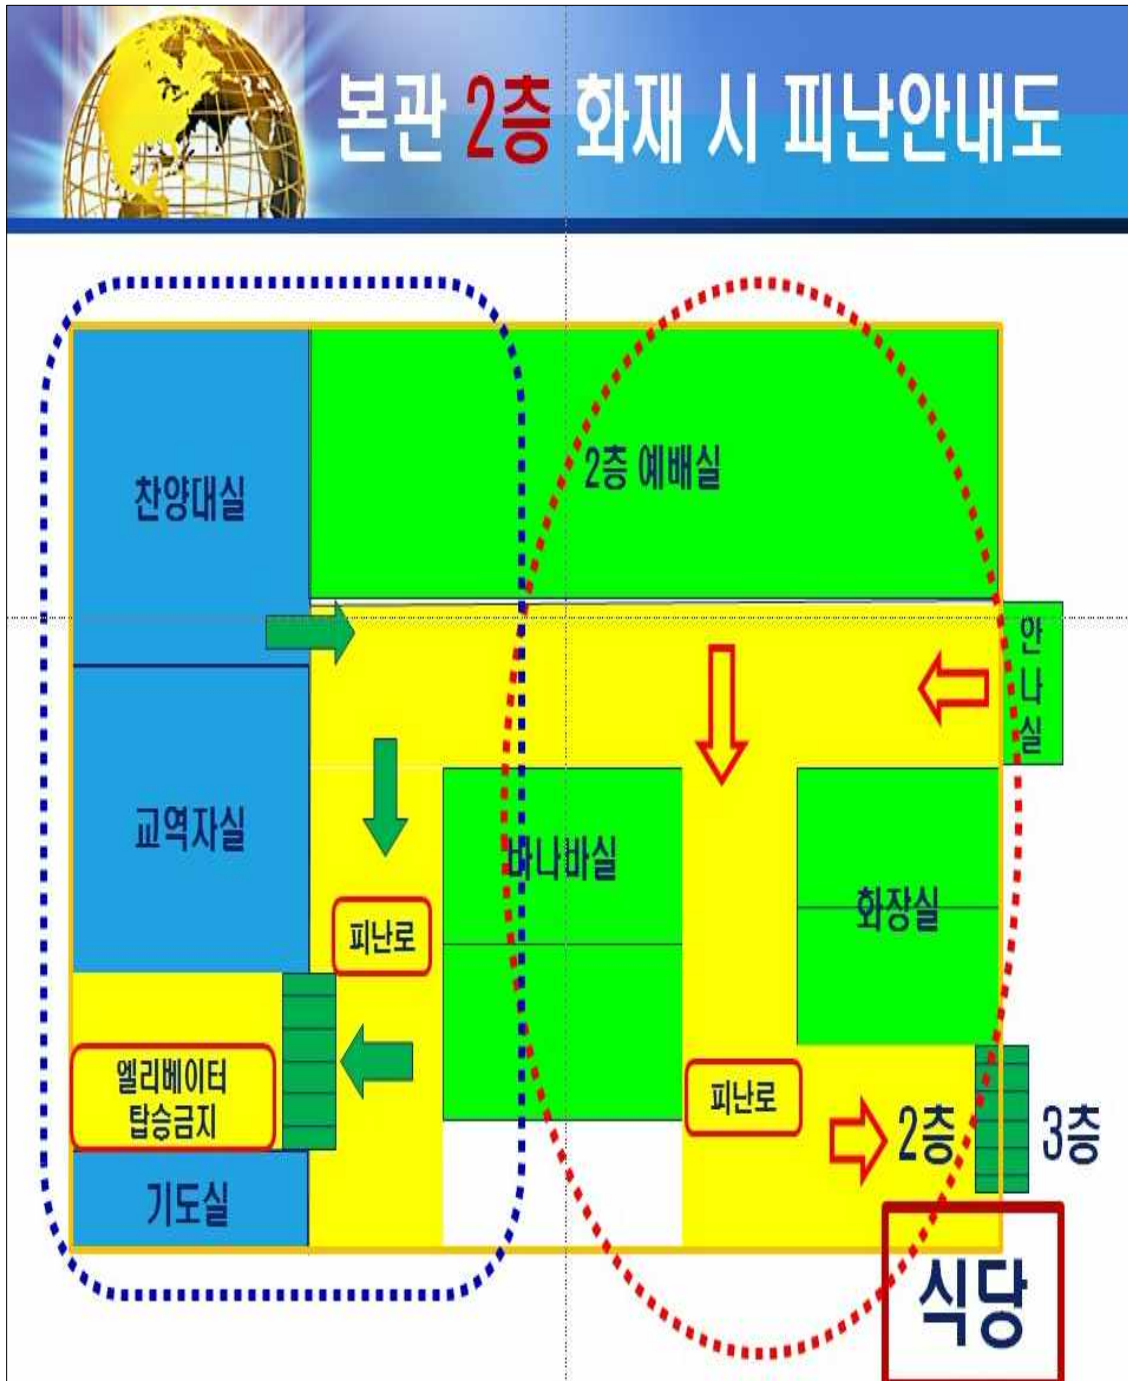 본관 2층 화재 시 피난안내도
2층 예배실
찬양대실
안
나
실
교역자실
바나바실
화장실
피난로
엘리베이터
탑승금지
피난로
2층
3층
기도실
식당